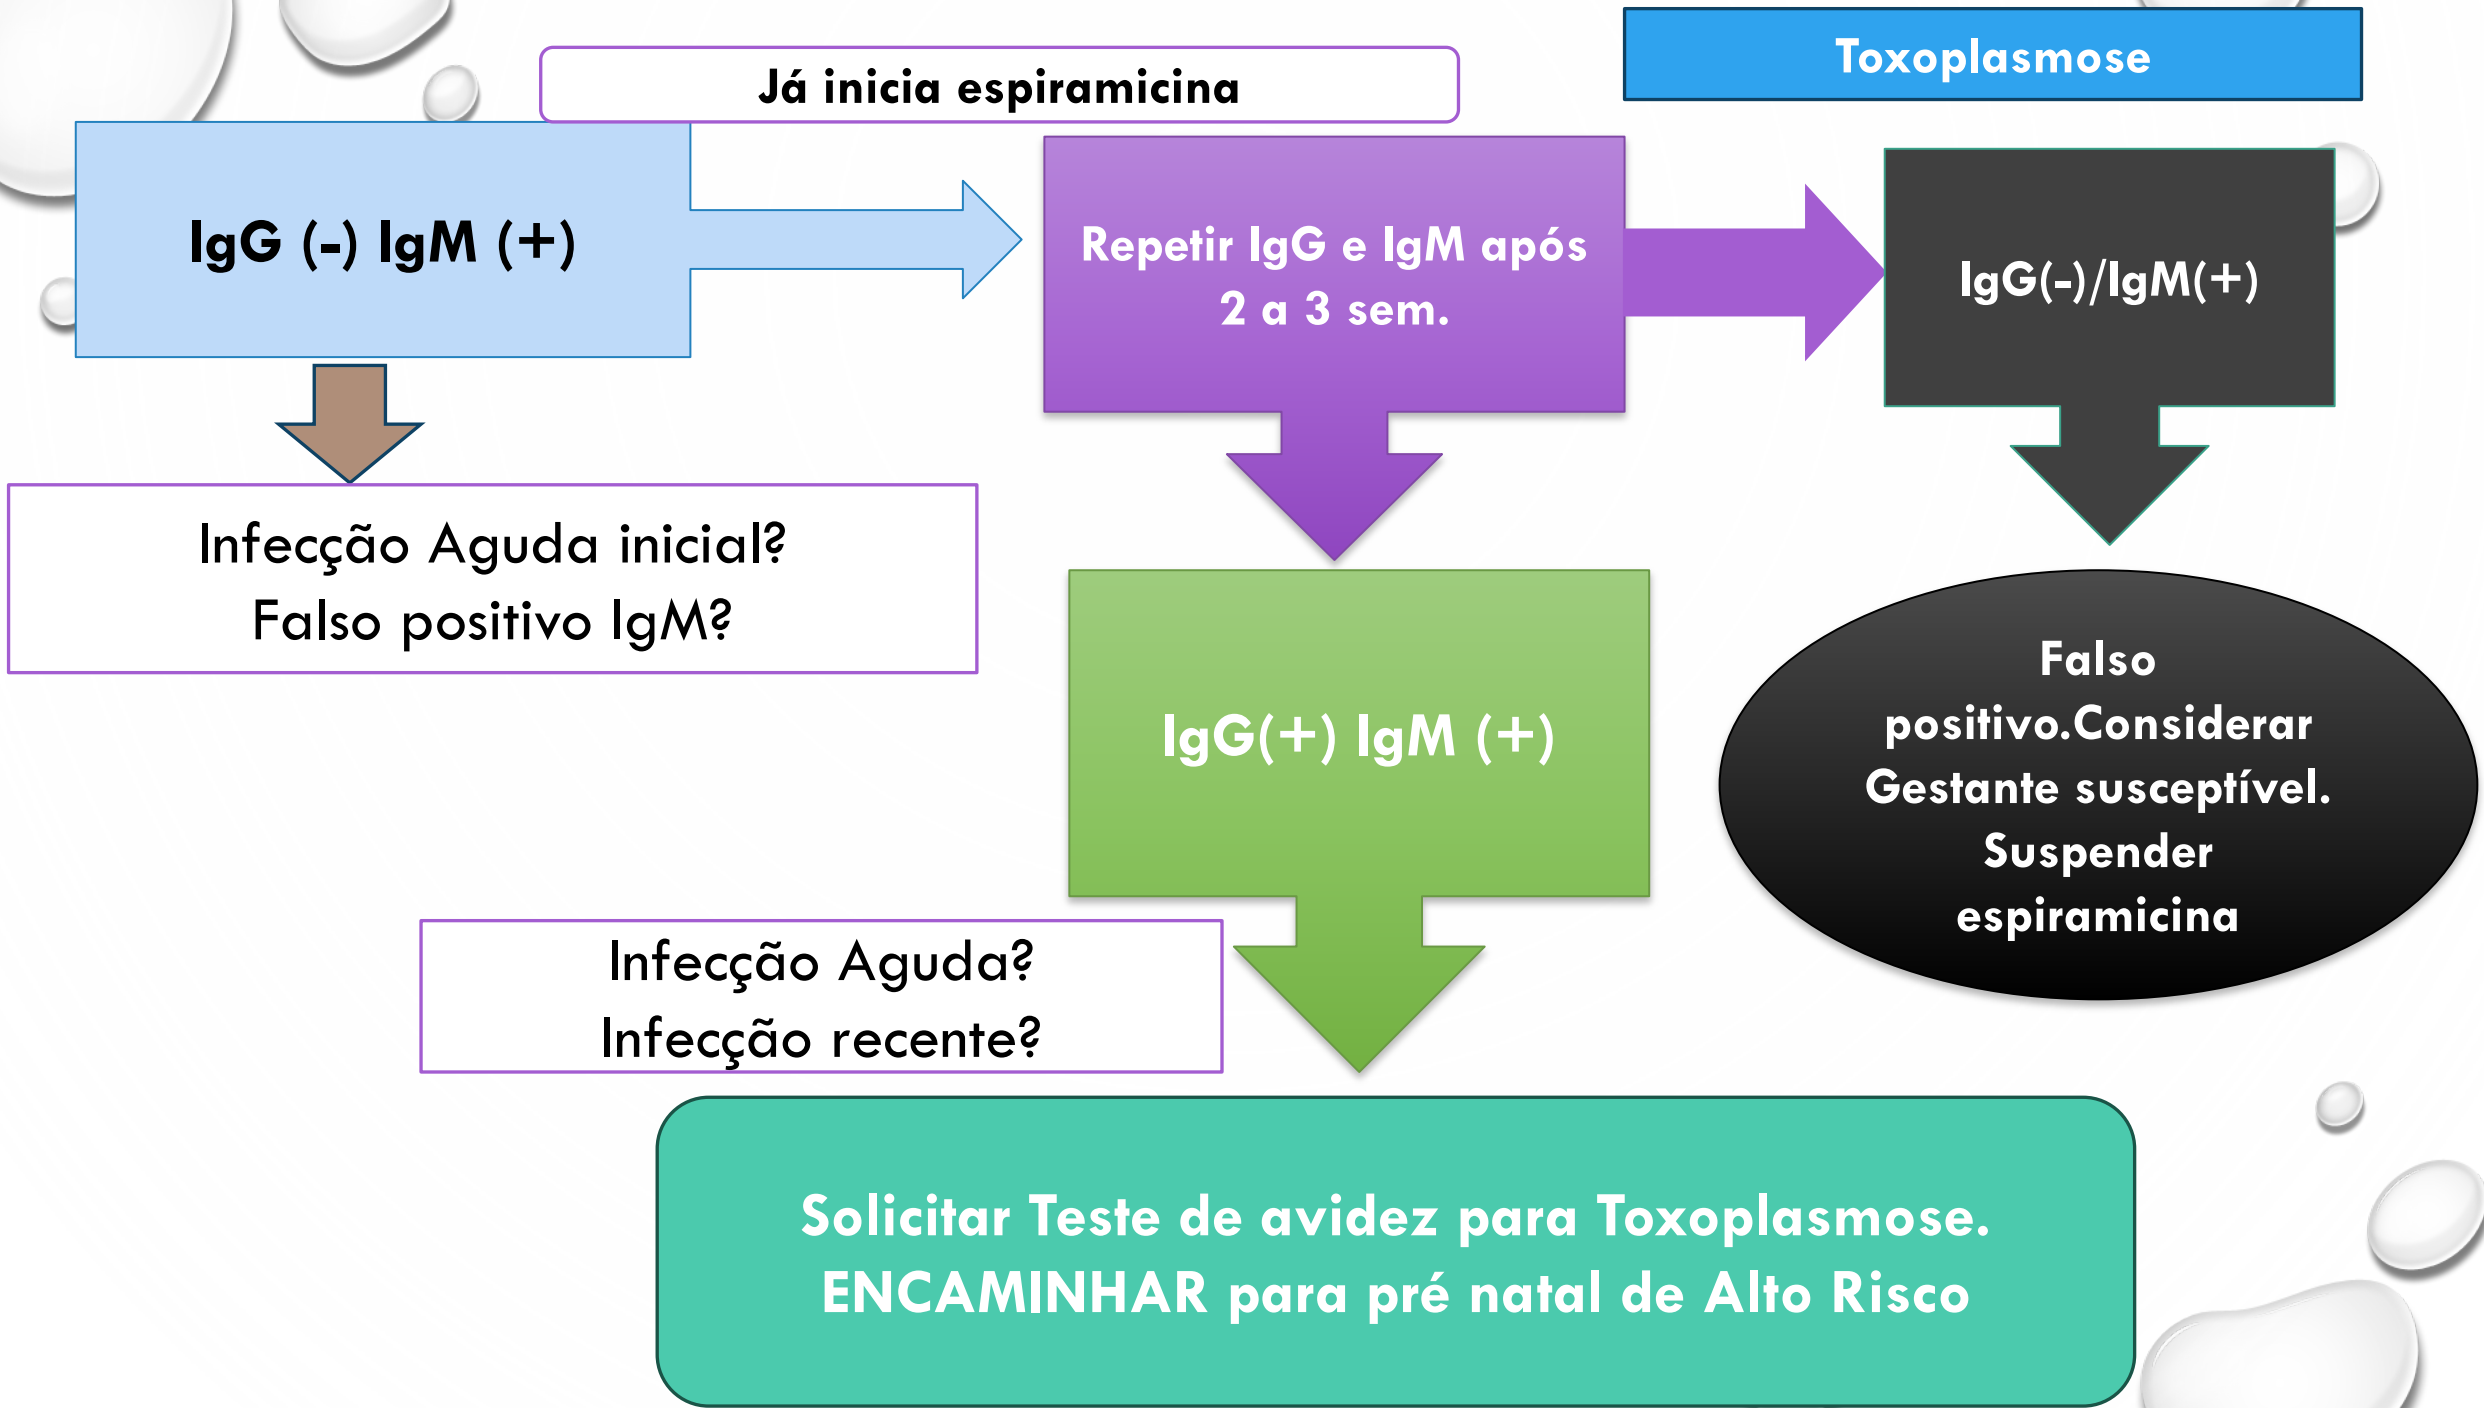 Toxoplasmose
Já inicia espiramicina
IgG (-) IgM (+)
Repetir IgG e IgM após
2 a 3 sem.
IgG(-)/IgM(+)
Infecção Aguda inicial?
Falso positivo IgM?
IgG(+) IgM (+)
Falso
positivo.Considerar
Gestante susceptível.
Suspender
espiramicina
Infecção Aguda?
Infecção recente?
Solicitar Teste de avidez para Toxoplasmose.
ENCAMINHAR para pré natal de Alto Risco